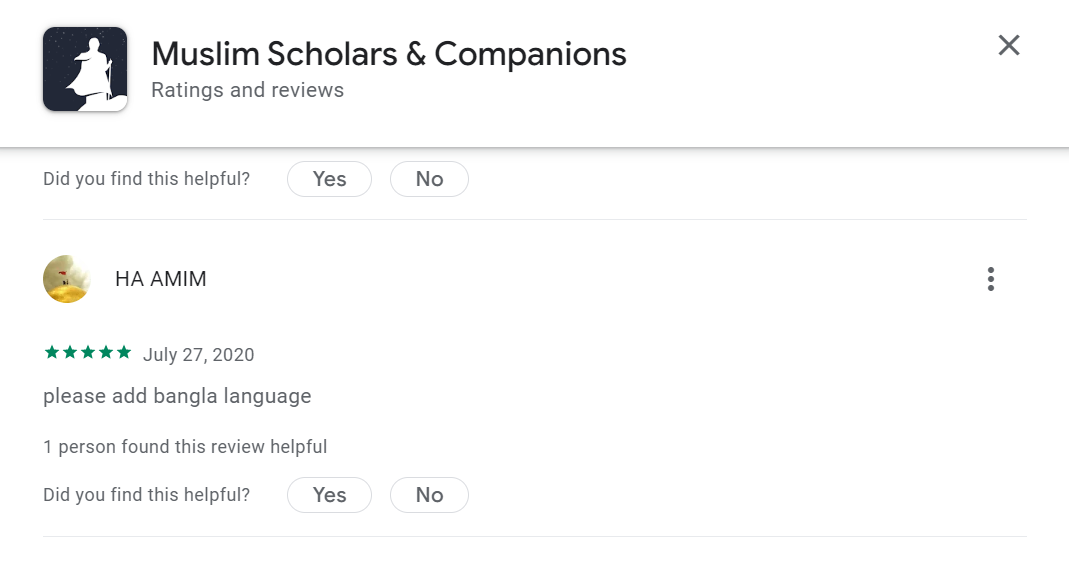 Muslim Scholars & Companions
Ratings and reviews
Did you find this helpful? Yes No
HA AMIM
July 27, 2020
please add bangla language
1 person found this review helpful
Did you find this helpful? Yes No